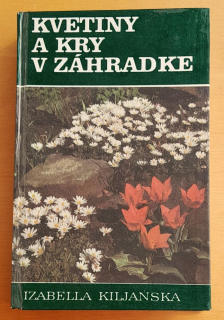 KVETINY
A KRY
V ZÁHRADKE
IZABELLA KILJAŃSKA